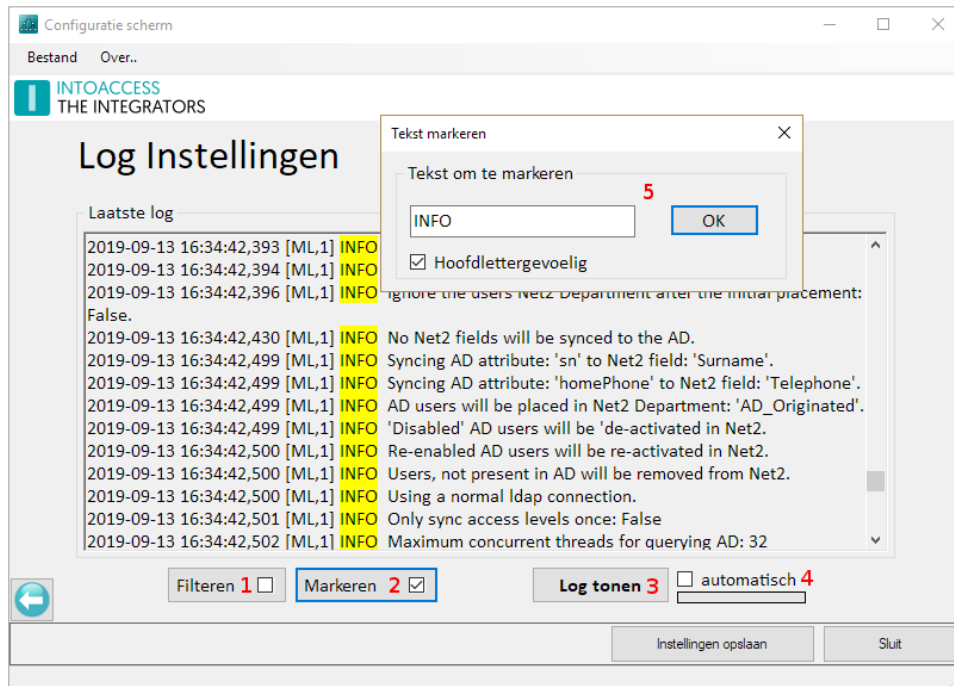 Configuratie scherm
Bestand Over..
INTOACCESS
THE INTEGRATORS
Log Instellingen
Tekst markeren
Tekst om te markeren
5
INFO
OK
Hoofdlettergevoelig
Laatste log
2019-09-13 16:34:42,393 [ML,1] INFO
2019-09-13 16:34:42,394 [ML,1] INFO
2019-09-13 16:34:42,396 [ML,1] INFO Ignore the users Net2 Department after the initial placement:
False.
2019-09-13 16:34:42,430 [ML,1] INFO No Net2 fields will be synced to the AD.
2019-09-13 16:34:42,499 [ML,1] INFO Syncing AD attribute: 'sn' to Net2 field: 'Surname'.
2019-09-13 16:34:42,499 [ML,1] INFO Syncing AD attribute: 'homePhone' to Net2 field: 'Telephone'.
2019-09-13 16:34:42,499 [ML,1] INFO AD users will be placed in Net2 Department: 'AD_Originated'.
2019-09-13 16:34:42,499 [ML,1] INFO 'Disabled' AD users will be 'de-activated in Net2.
2019-09-13 16:34:42,500 [ML,1] INFO Re-enabled AD users will be re-activated in Net2.
2019-09-13 16:34:42,500 [ML,1] INFO Users, not present in AD will be removed from Net2.
2019-09-13 16:34:42,500 [ML,1] INFO Using a normal ldap connection.
2019-09-13 16:34:42,501 [ML,1] INFO Only sync access levels once: False
2019-09-13 16:34:42,502 [ML,1] INFO Maximum concurrent threads for querying AD: 32
Filteren 1 Markeren 2 Log tonen 3 automatisch 4
Instellingen opslaan Sluit